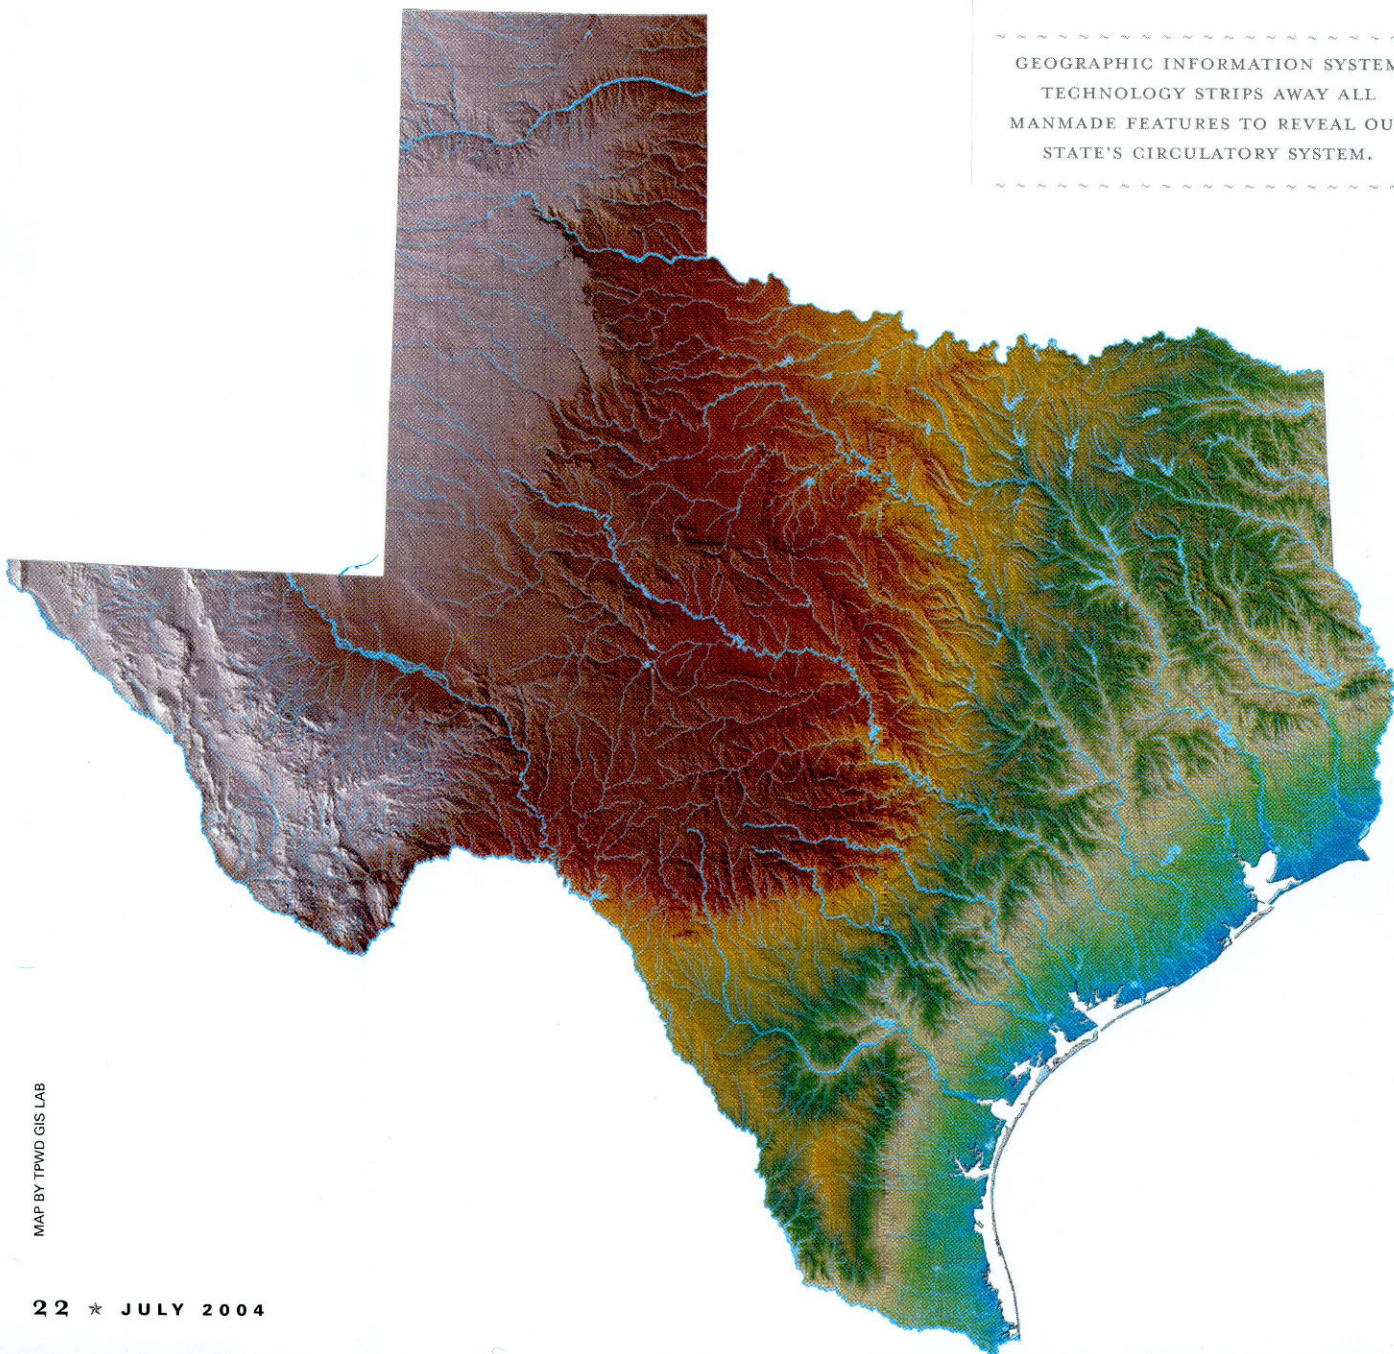 GEOGRAPHIC INFORMATION SYSTEM
TECHNOLOGY STRIPS AWAY ALL
MANMADE FEATURES TO REVEAL OU
STATE'S CIRCULATORY SYSTEM.
MAP BY TPWD GIS LAB
22 ★ JULY 2004